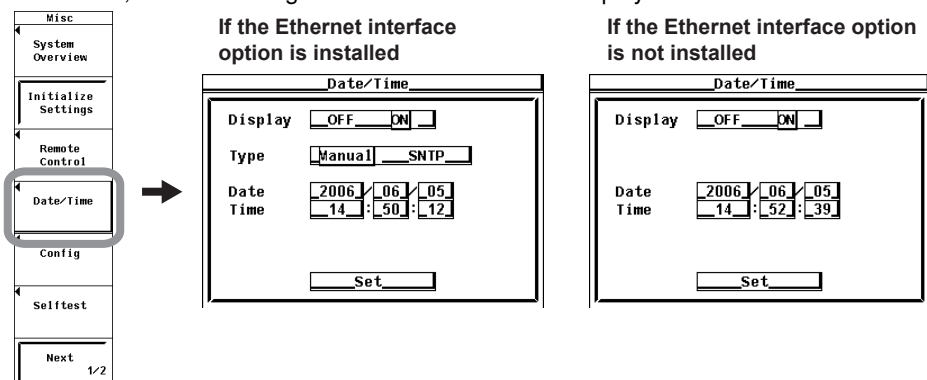 Misc
System
Overview
Initialize
Settings
Remote
Control
Date/Time
Config
Selftest
Next
1/2
If the Ethernet interface
option is installed
Date/Time
Display OFF ON
Type Manual SNTP
Date 2006 / 06 / 05
Time 14 : 50 : 12
Set
If the Ethernet interface option
is not installed
Date/Time
Display OFF ON
Date 2006 / 06 / 05
Time 14 : 52 : 39
Set